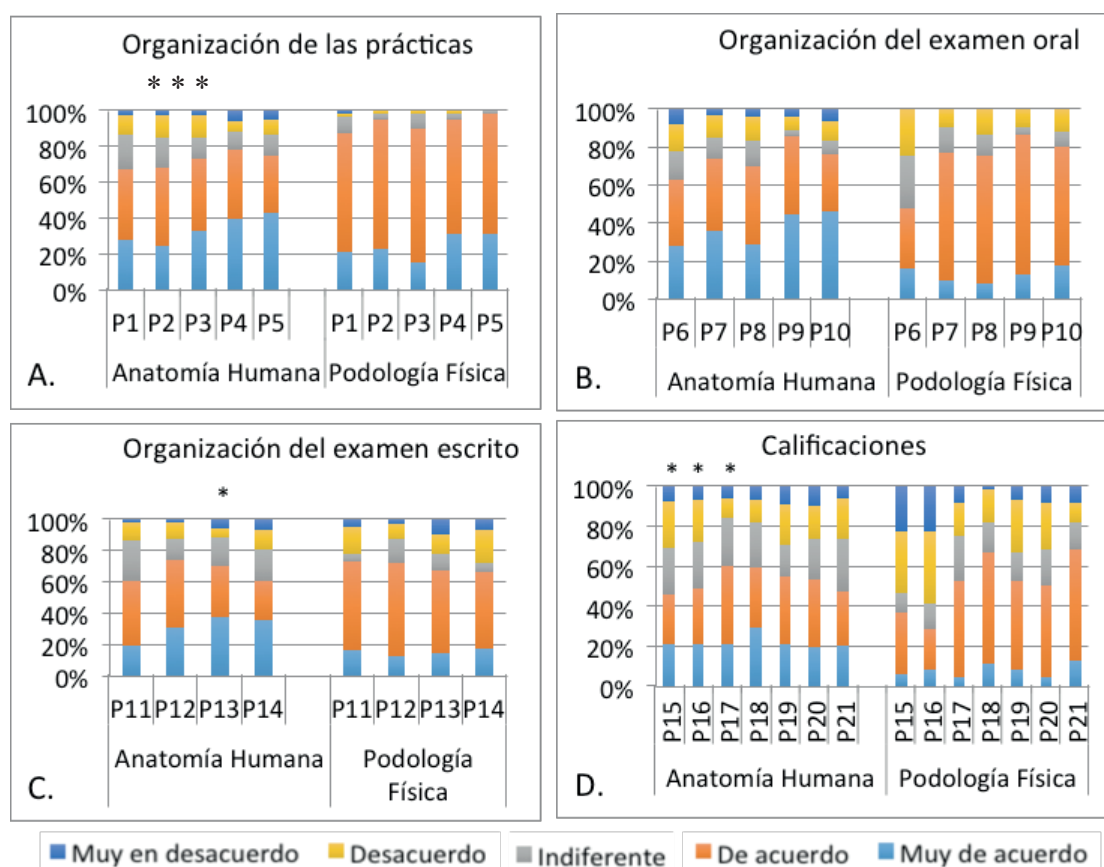 Organización de las prácticas
* * *
100%
80%
60%
40%
20%
0%
P1 P2 P3 P4 P5 P1 P2 P3 P4 P5
Anatomía Humana Podología Física
A.
Organización del examen oral
100%
80%
60%
40%
20%
0%
P6 P7 P8 P9 P10 P6 P7 P8 P9 P10
Anatomía Humana Podología Física
B.
Organización del examen escrito
*
100%
80%
60%
40%
20%
0%
P11 P12 P13 P14 P11 P12 P13 P14
Anatomía Humana Podología
Física
C.
Calificaciones
* * *
100%
80%
60%
40%
20%
0%
P15 P16 P17 P18 P19 P20 P21 P15 P16 P17 P18 P19 P20 P21
Anatomía Humana Podología Física
D.
Muy en desacuerdo Desacuerdo Indiferente De acuerdo Muy de acuerdo